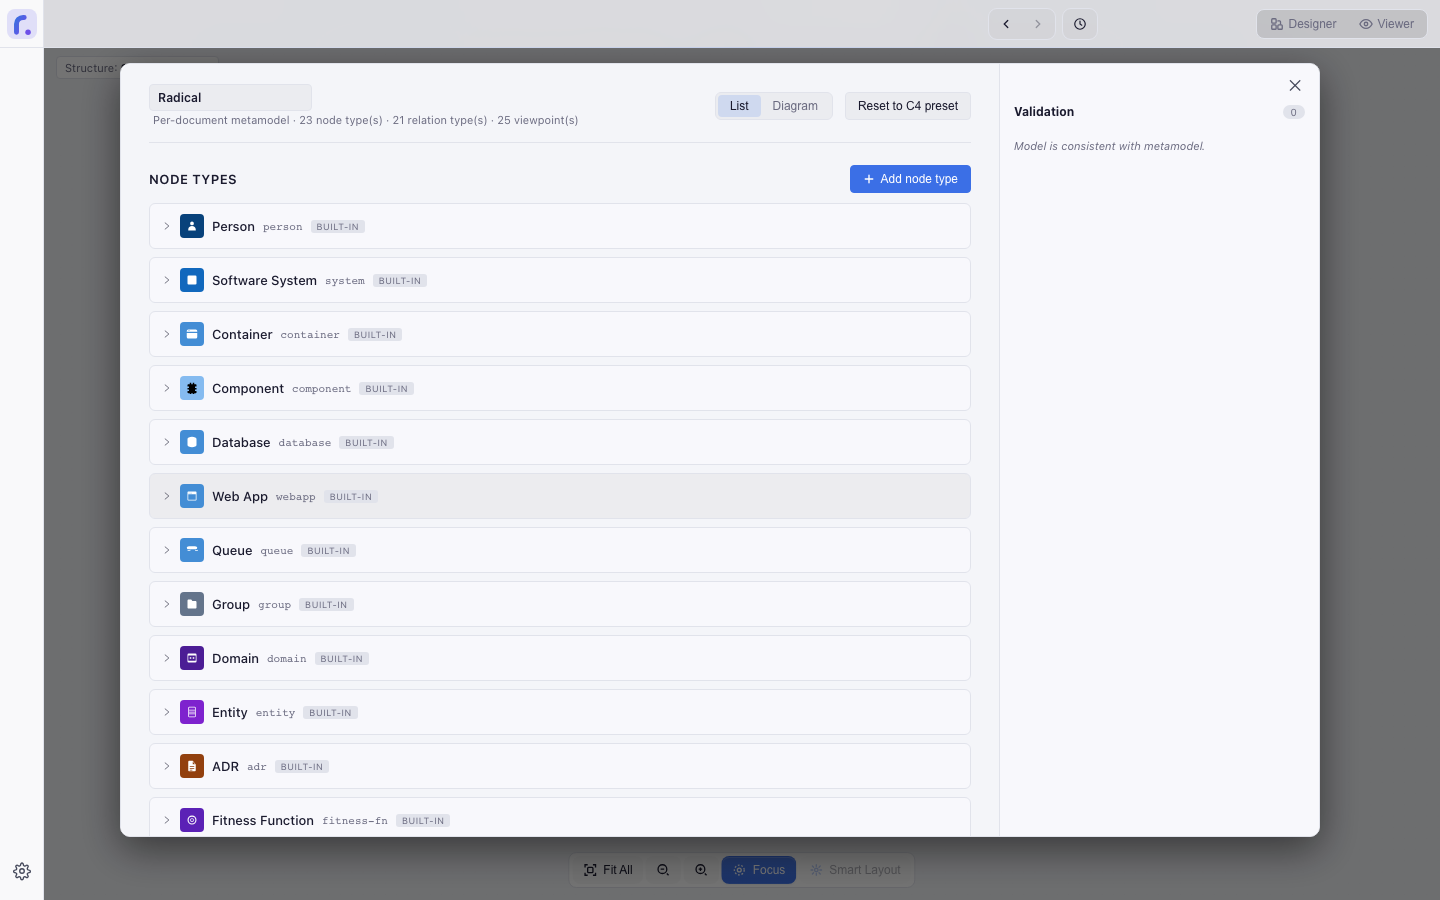 Designer
Viewer
Structure:
Radical
Per-document metamodel · 23 node type(s) · 21 relation type(s) · 25 viewpoint(s)
List
Diagram
Reset to C4 preset
Validation
0
Model is consistent with metamodel.
NODE TYPES
+ Add node type
Person person BUILT-IN
Software System system BUILT-IN
Container container BUILT-IN
Component component BUILT-IN
Database database BUILT-IN
Web App webapp BUILT-IN
Queue queue BUILT-IN
Group group BUILT-IN
Domain domain BUILT-IN
Entity entity BUILT-IN
ADR adr BUILT-IN
Fitness Function fitness-fn BUILT-IN
Fit All
Focus
Smart Layout